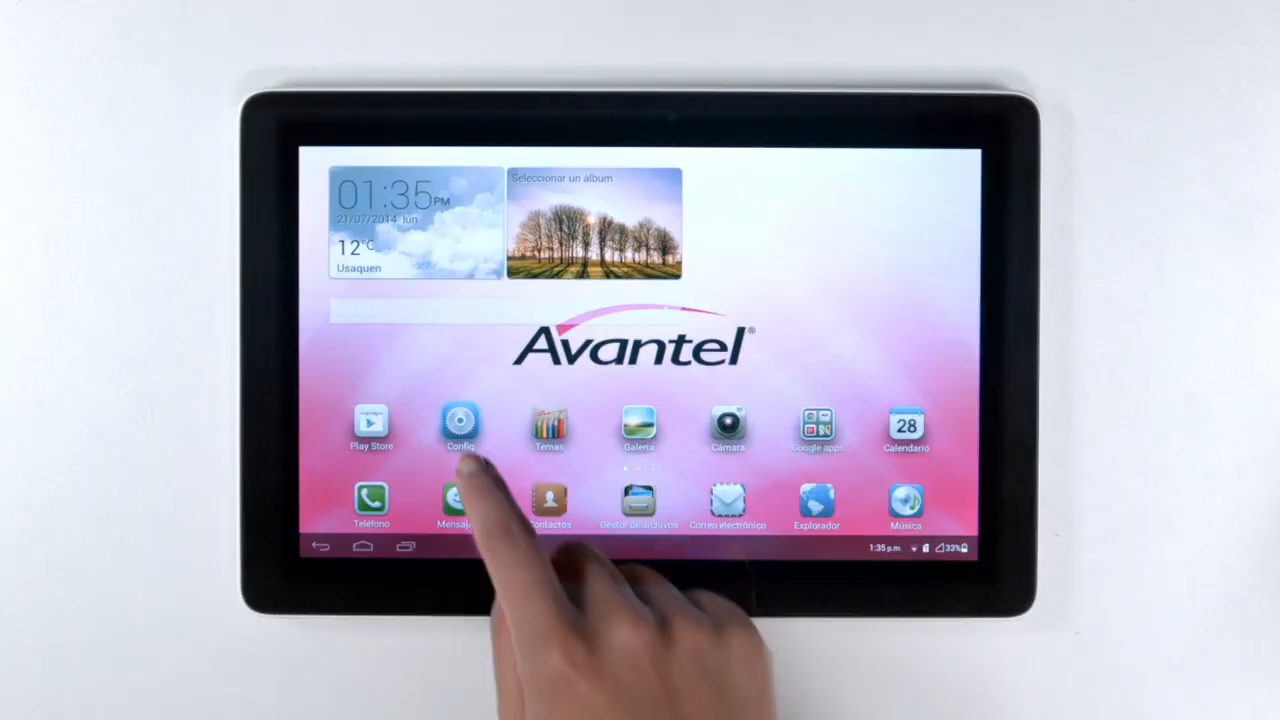 01:35 PM
21/07/2014 lun
12°C
Usaquen
Seleccionar un álbum
Avantel®
Play Store
Config.
Temas
Galería
Cámara
Google apps
28
Calendario
Teléfono
Mensaje
Contactos
Gestor de archivos
Correo electrónico
Explorador
Música
1:35 p.m.
33%